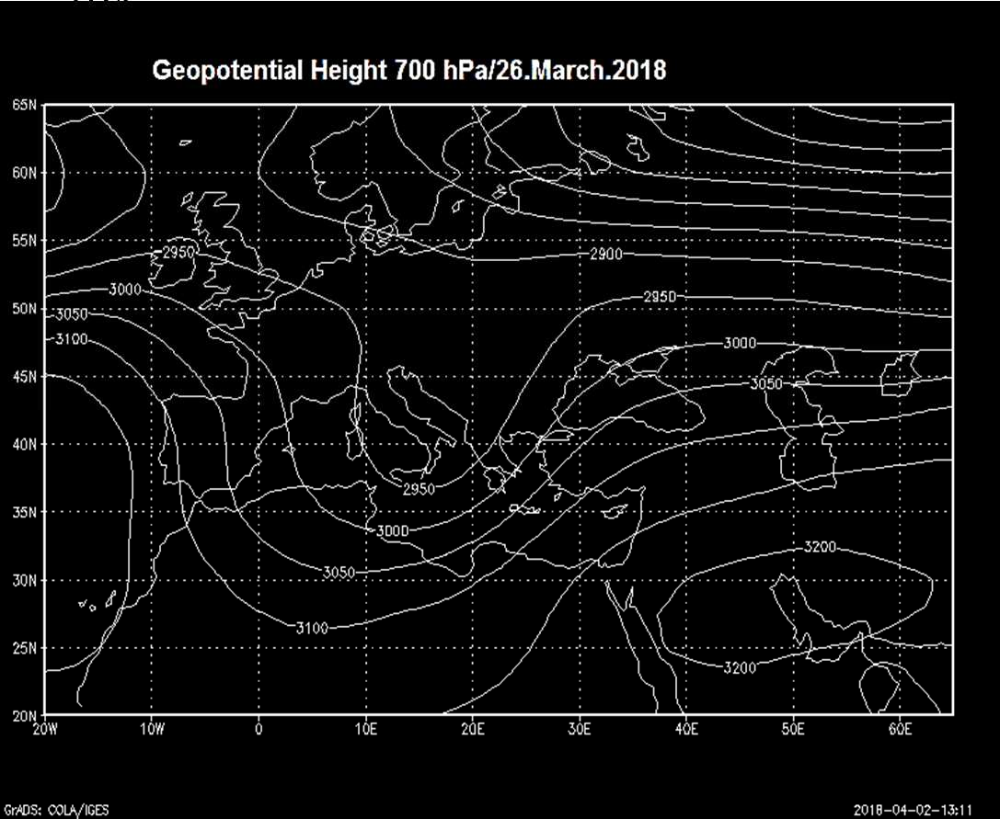 Geopotential Height 700 hPa/26.March.2018
65N
60N
55N
50N
45N
40N
35N
30N
25N
20N
20W 10W 0 10E 20E 30E 40E 50E 60E
2950
2900
3000
2950
3050
3000
3100
3050
2950
3000
3200
3050
3100
3200
GrADS: COLA/IGES
2018-04-02-13:11